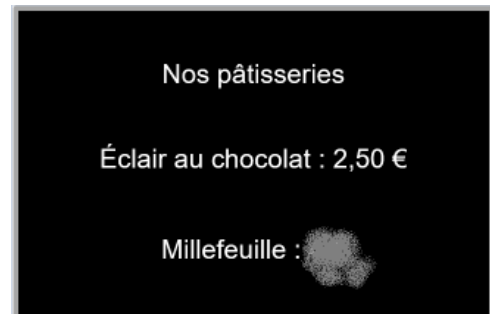 Nos pâtisseries
Éclair au chocolat : 2,50 €
Millefeuille :